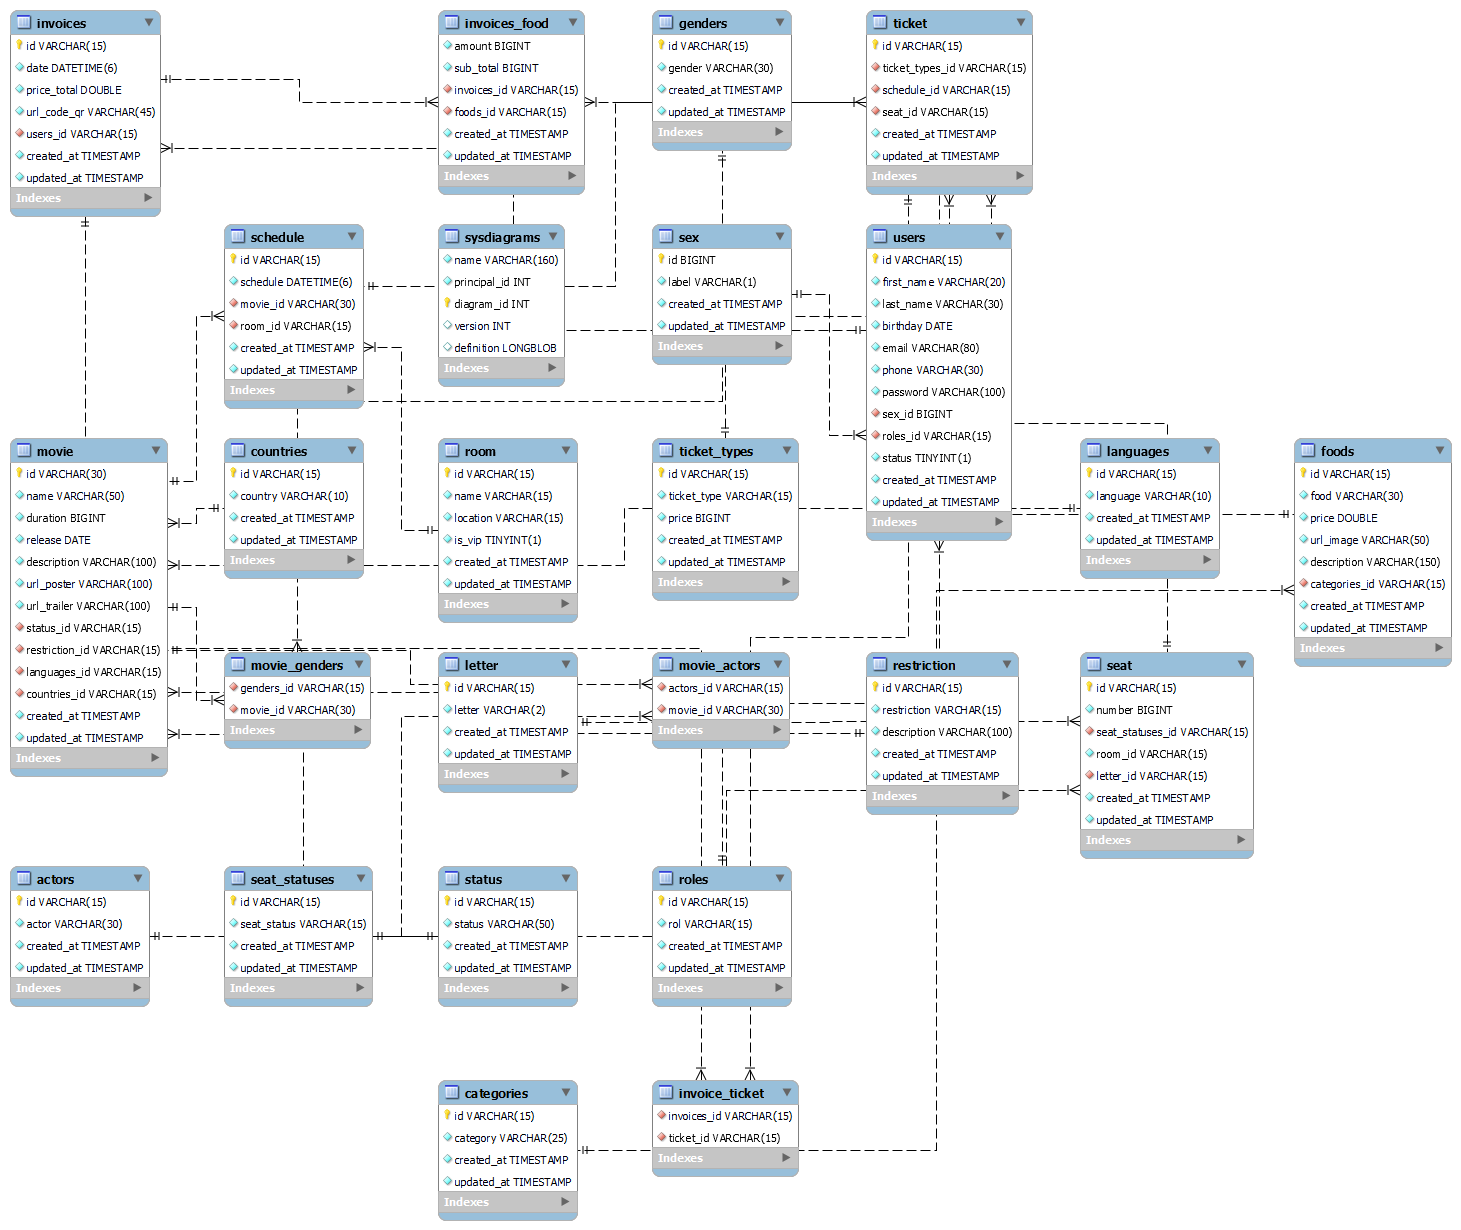 invoices
id VARCHAR(15)
date DATETIME(6)
price_total DOUBLE
url_code_qr VARCHAR(45)
users_id VARCHAR(15)
created_at TIMESTAMP
updated_at TIMESTAMP
Indexes
invoices_food
amount BIGINT
sub_total BIGINT
invoices_id VARCHAR(15)
foods_id VARCHAR(15)
created_at TIMESTAMP
updated_at TIMESTAMP
Indexes
genders
id VARCHAR(15)
gender VARCHAR(30)
created_at TIMESTAMP
updated_at TIMESTAMP
Indexes
ticket
id VARCHAR(15)
ticket_types_id VARCHAR(15)
schedule_id VARCHAR(15)
seat_id VARCHAR(15)
created_at TIMESTAMP
updated_at TIMESTAMP
Indexes
schedule
id VARCHAR(15)
schedule DATETIME(6)
movie_id VARCHAR(30)
room_id VARCHAR(15)
created_at TIMESTAMP
updated_at TIMESTAMP
Indexes
sysdiagrams
name VARCHAR(160)
principal_id INT
diagram_id INT
version INT
definition LONGBLOB
Indexes
sex
id BIGINT
label VARCHAR(1)
created_at TIMESTAMP
updated_at TIMESTAMP
Indexes
users
id VARCHAR(15)
first_name VARCHAR(20)
last_name VARCHAR(30)
birthday DATE
email VARCHAR(80)
phone VARCHAR(30)
password VARCHAR(100)
sex_id BIGINT
roles_id VARCHAR(15)
status TINYINT(1)
created_at TIMESTAMP
updated_at TIMESTAMP
Indexes
movie
id VARCHAR(30)
name VARCHAR(50)
duration BIGINT
release DATE
description VARCHAR(100)
url_poster VARCHAR(100)
url_trailer VARCHAR(100)
status_id VARCHAR(15)
restriction_id VARCHAR(15)
languages_id VARCHAR(15)
countries_id VARCHAR(15)
created_at TIMESTAMP
updated_at TIMESTAMP
Indexes
countries
id VARCHAR(15)
country VARCHAR(10)
created_at TIMESTAMP
updated_at TIMESTAMP
Indexes
room
id VARCHAR(15)
name VARCHAR(15)
location VARCHAR(15)
is_vip TINYINT(1)
created_at TIMESTAMP
updated_at TIMESTAMP
Indexes
ticket_types
id VARCHAR(15)
ticket_type VARCHAR(15)
price BIGINT
created_at TIMESTAMP
updated_at TIMESTAMP
Indexes
languages
id VARCHAR(15)
language VARCHAR(10)
created_at TIMESTAMP
updated_at TIMESTAMP
Indexes
foods
id VARCHAR(15)
food VARCHAR(30)
price DOUBLE
url_image VARCHAR(50)
description VARCHAR(150)
categories_id VARCHAR(15)
created_at TIMESTAMP
updated_at TIMESTAMP
Indexes
movie_genders
genders_id VARCHAR(15)
movie_id VARCHAR(30)
Indexes
letter
id VARCHAR(15)
letter VARCHAR(2)
created_at TIMESTAMP
updated_at TIMESTAMP
Indexes
movie_actors
actors_id VARCHAR(15)
movie_id VARCHAR(30)
Indexes
restriction
id VARCHAR(15)
restriction VARCHAR(15)
description VARCHAR(100)
created_at TIMESTAMP
updated_at TIMESTAMP
Indexes
seat
id VARCHAR(15)
number BIGINT
seat_statuses_id VARCHAR(15)
room_id VARCHAR(15)
letter_id VARCHAR(15)
created_at TIMESTAMP
updated_at TIMESTAMP
Indexes
actors
id VARCHAR(15)
actor VARCHAR(30)
created_at TIMESTAMP
updated_at TIMESTAMP
Indexes
seat_statuses
id VARCHAR(15)
seat_status VARCHAR(15)
created_at TIMESTAMP
updated_at TIMESTAMP
Indexes
status
id VARCHAR(15)
status VARCHAR(50)
created_at TIMESTAMP
updated_at TIMESTAMP
Indexes
roles
id VARCHAR(15)
rol VARCHAR(15)
created_at TIMESTAMP
updated_at TIMESTAMP
Indexes
categories
id VARCHAR(15)
category VARCHAR(25)
created_at TIMESTAMP
updated_at TIMESTAMP
Indexes
invoice_ticket
invoices_id VARCHAR(15)
ticket_id VARCHAR(15)
Indexes